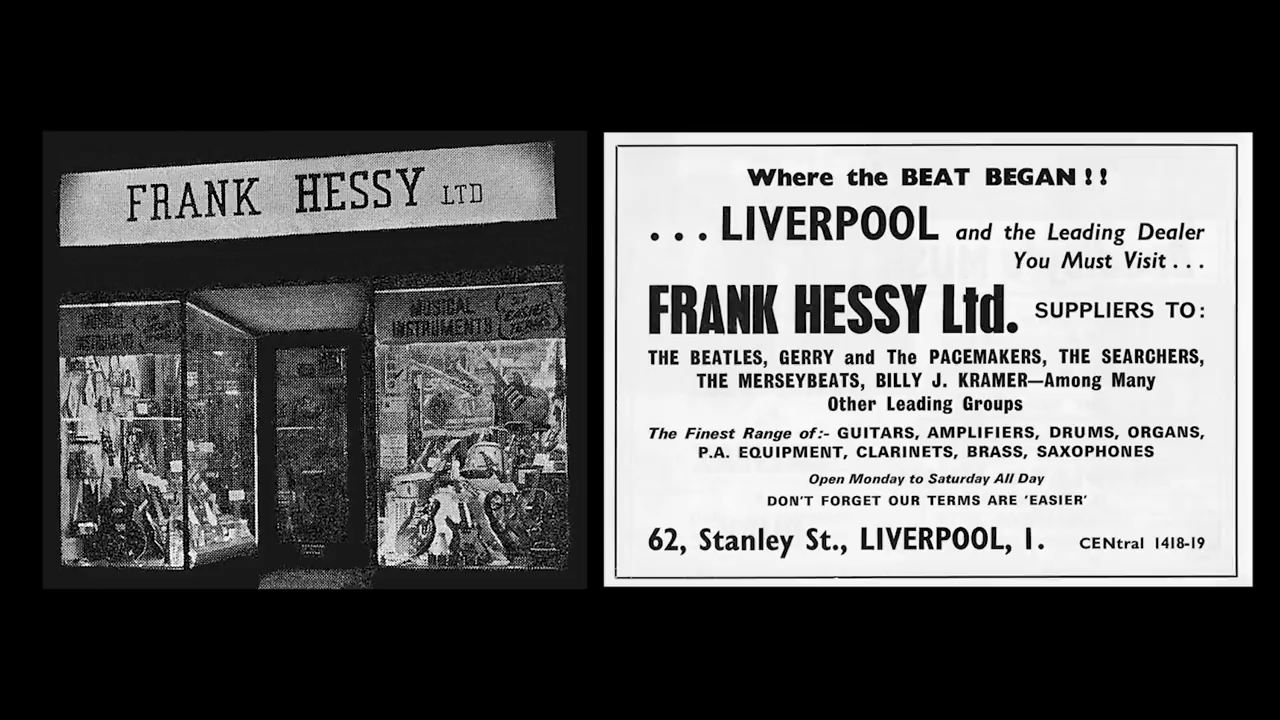 FRANK HESSY LTD
MUSICAL INSTRUMENTS
MUSICAL
INSTRUMENTS
EASIER
TERMS
Where the BEAT BEGAN!!
...LIVERPOOL and the Leading Dealer
You Must Visit...
FRANK HESSY Ltd. SUPPLIERS TO:
THE BEATLES, GERRY and The PACEMAKERS, THE SEARCHERS,
THE MERSEYBEATS, BILLY J. KRAMER—Among Many
Other Leading Groups
The Finest Range of:- GUITARS, AMPLIFIERS, DRUMS, ORGANS,
P.A. EQUIPMENT, CLARINETS, BRASS, SAXOPHONES
Open Monday to Saturday All Day
DON'T FORGET OUR TERMS ARE 'EASIER'
62, Stanley St., LIVERPOOL, 1. CENtral 1418-19